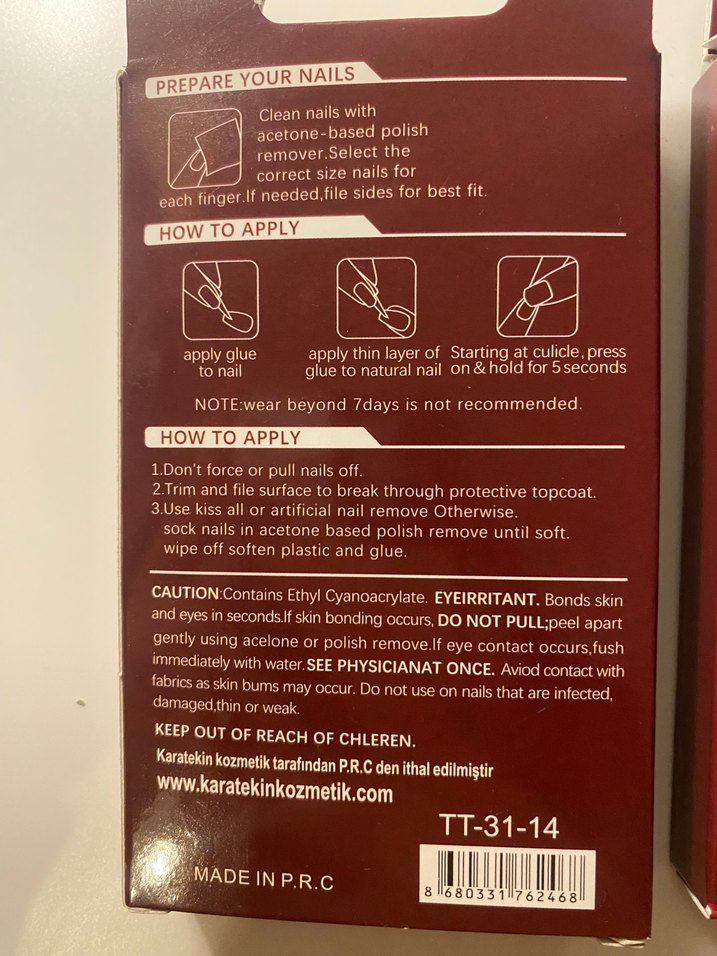 PREPARE YOUR NAILS
Clean nails with
acetone-based polish
remover.Select the
correct size nails for
each finger.If needed,file sides for best fit.
HOW TO APPLY
apply glue
to nail
apply thin layer of
glue to natural nail
Starting at culicle,press
on & hold for 5 seconds
NOTE:wear beyond 7days is not recommended.
HOW TO APPLY
1.Don't force or pull nails off.
2.Trim and file surface to break through protective topcoat.
3.Use kiss all or artificial nail remove Otherwise.
sock nails in acetone based polish remove until soft.
wipe off soften plastic and glue.
CAUTION:Contains Ethyl Cyanoacrylate. EYEIRRITANT. Bonds skin
and eyes in seconds.If skin bonding occurs, DO NOT PULL;peel apart
gently using acelone or polish remove.If eye contact occurs,fush
immediately with water.SEE PHYSICIANAT ONCE. Aviod contact with
fabrics as skin bums may occur. Do not use on nails that are infected,
damaged,thin or weak.
KEEP OUT OF REACH OF CHLEREN.
Karatekin kozmetik tarafından P.R.C den ithal edilmiştir
www.karatekinkozmetik.com
TT-31-14
MADE IN P.R.C
8 680331 762468